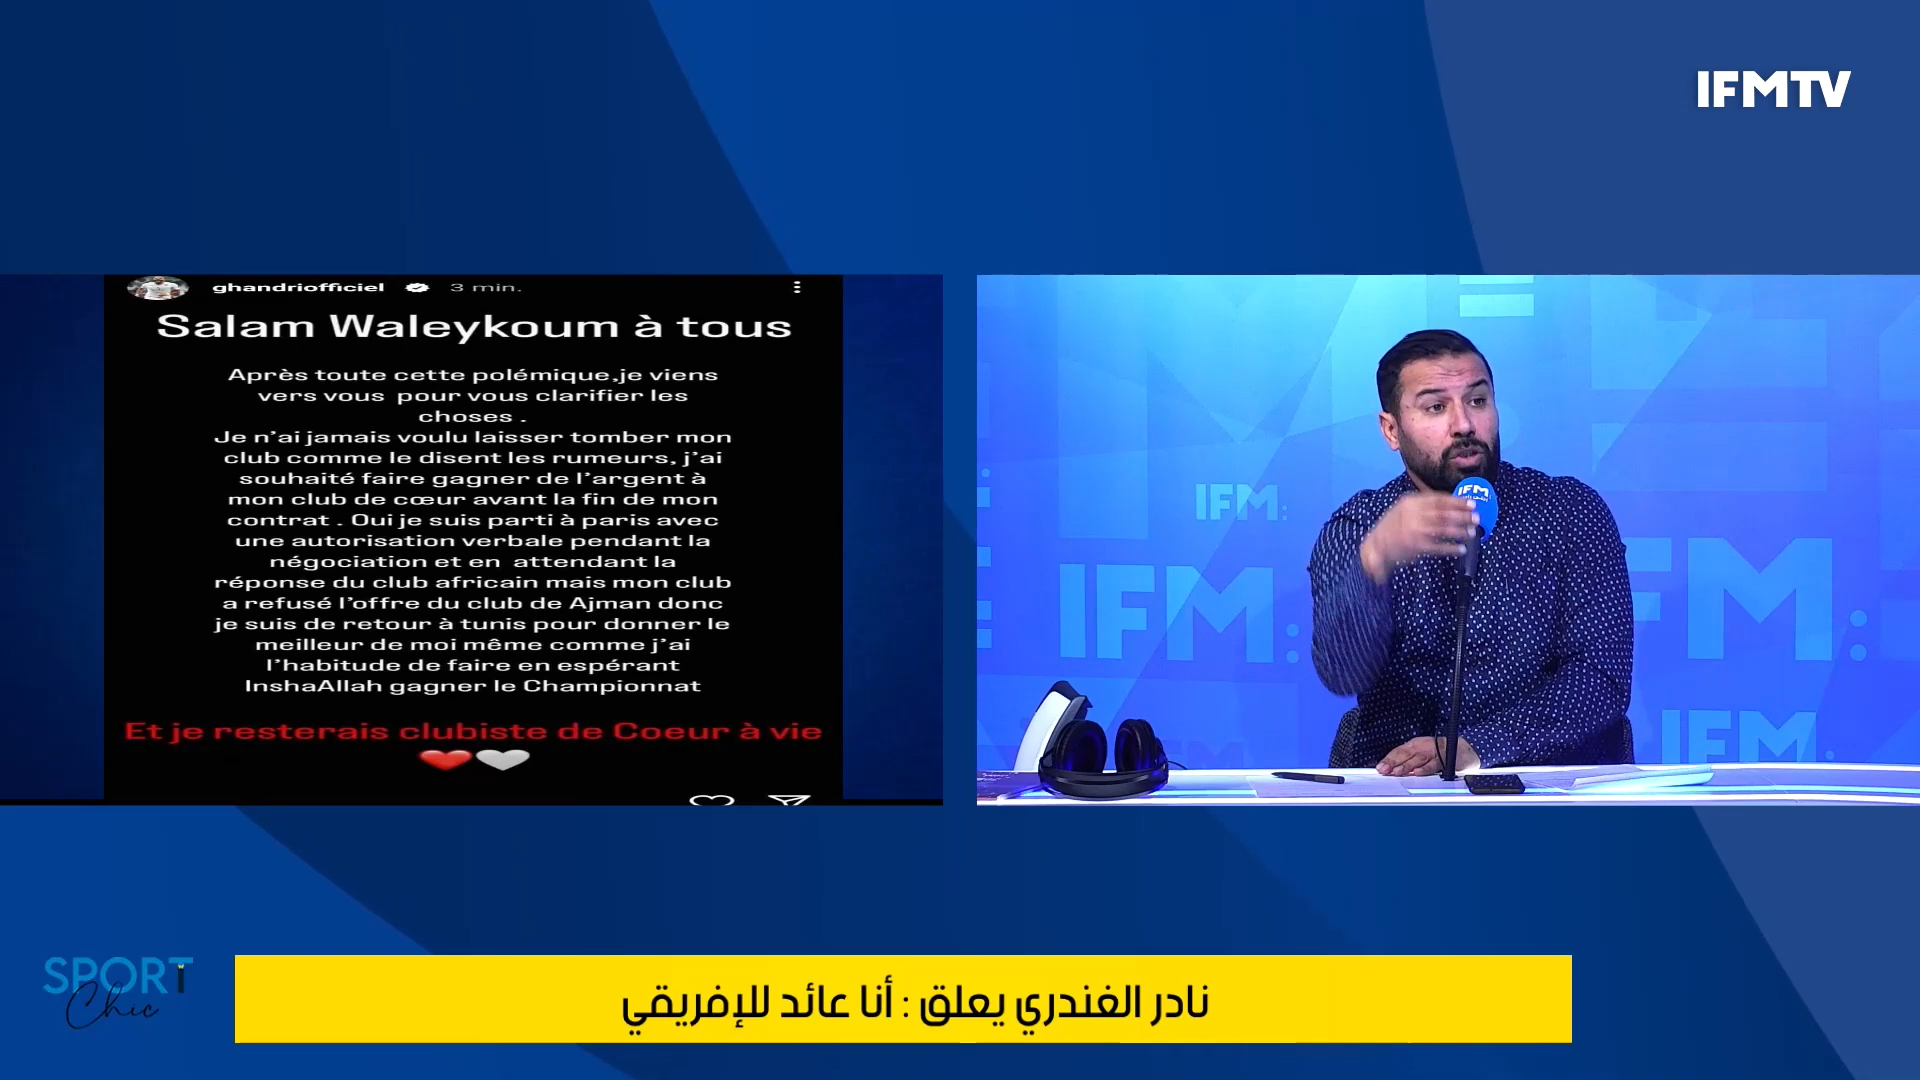 IFMTV
ghandriofficiel 3 min.
Salam Waleykoum à tous
Après toute cette polémique,je viens
vers vous pour vous clarifier les
choses .
Je n'ai jamais voulu laisser tomber mon
club comme le disent les rumeurs, j'ai
souhaité faire gagner de l'argent à
mon club de cœur avant la fin de mon
contrat . Oui je suis parti à paris avec
une autorisation verbale pendant la
négociation et en attendant la
réponse du club africain mais mon club
a refusé l'offre du club de Ajman donc
je suis de retour à tunis pour donner le
meilleur de moi même comme j'ai
l'habitude de faire en espérant
InshaAllah gagner le Championnat
Et je resterais clubiste de Coeur à vie
IFM:
IFM
IFM:
IFM:
IFM:
SPORT
Chic
نادر الغندري يعلق : أنا عائد للإفريقي